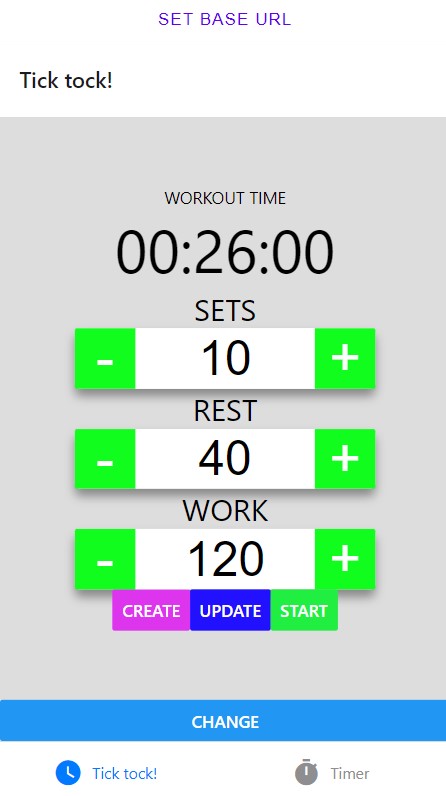 SET BASE URL
Tick tock!
WORKOUT TIME
00:26:00
SETS
- 10 +
REST
- 40 +
WORK
- 120 +
CREATE UPDATE START
CHANGE
Tick tock! Timer